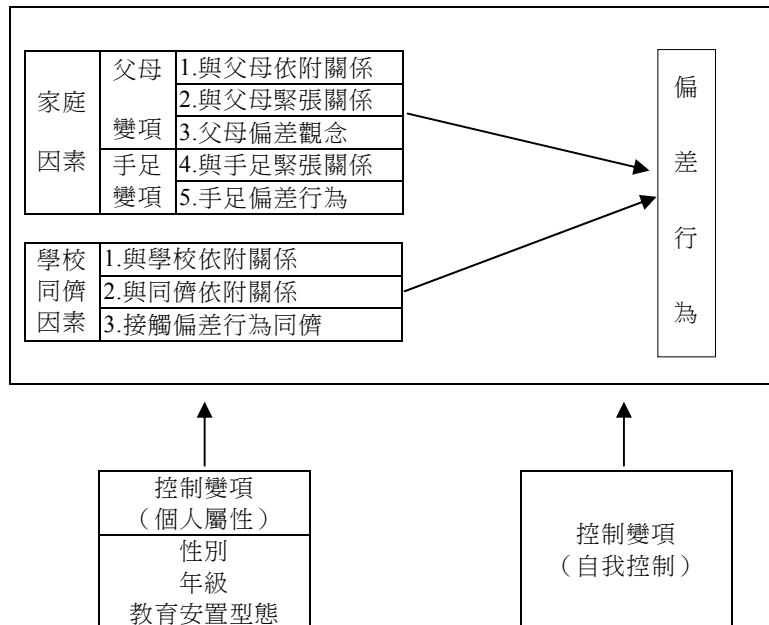 家庭
因素
父母
變項
1.與父母依附關係
2.與父母緊張關係
3.父母偏差觀念
手足
變項
4.與手足緊張關係
5.手足偏差行為
學校
同儕
因素
1.與學校依附關係
2.與同儕依附關係
3.接觸偏差行為同儕
偏
差
行
為
控制變項
（個人屬性）
性別
年級
教育安置型態
控制變項
（自我控制）